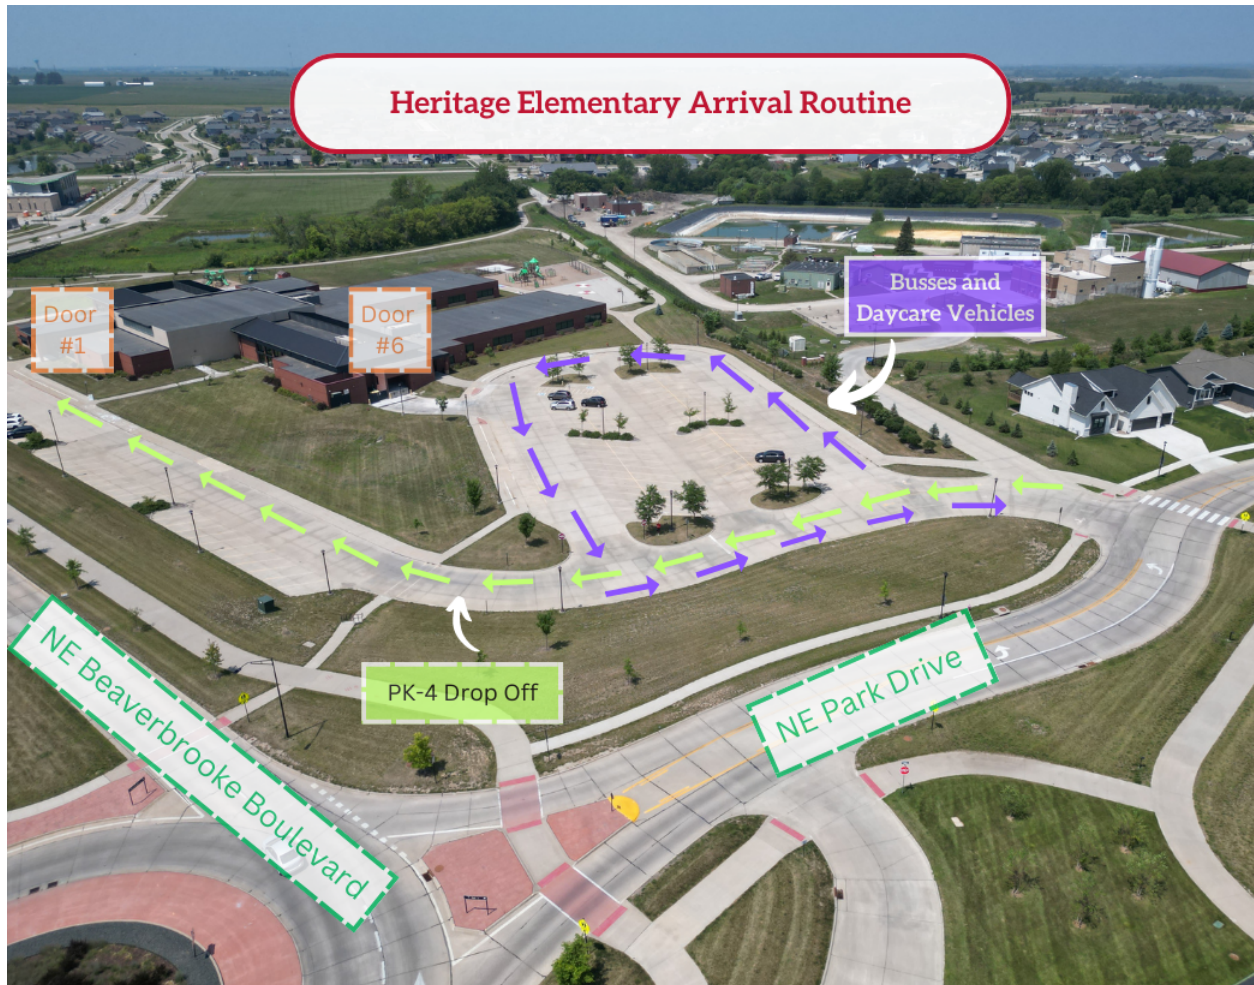 Heritage Elementary Arrival Routine
Busses and
Daycare Vehicles
Door
#1
Door
#6
PK-4 Drop Off
NE Beaverbrooke Boulevard
NE Park Drive